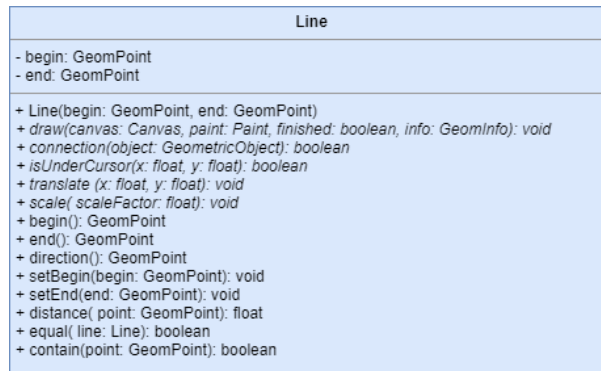 Line
- begin: GeomPoint
- end: GeomPoint
+ Line(begin: GeomPoint, end: GeomPoint)
+ draw(canvas: Canvas, paint: Paint, finished: boolean, info: GeomInfo): void
+ connection(object: GeometricObject): boolean
+ isUnderCursor(x: float, y: float): boolean
+ translate (x: float, y: float): void
+ scale( scaleFactor: float): void
+ begin(): GeomPoint
+ end(): GeomPoint
+ direction(): GeomPoint
+ setBegin(begin: GeomPoint): void
+ setEnd(end: GeomPoint): void
+ distance( point: GeomPoint): float
+ equal( line: Line): boolean
+ contain(point: GeomPoint): boolean